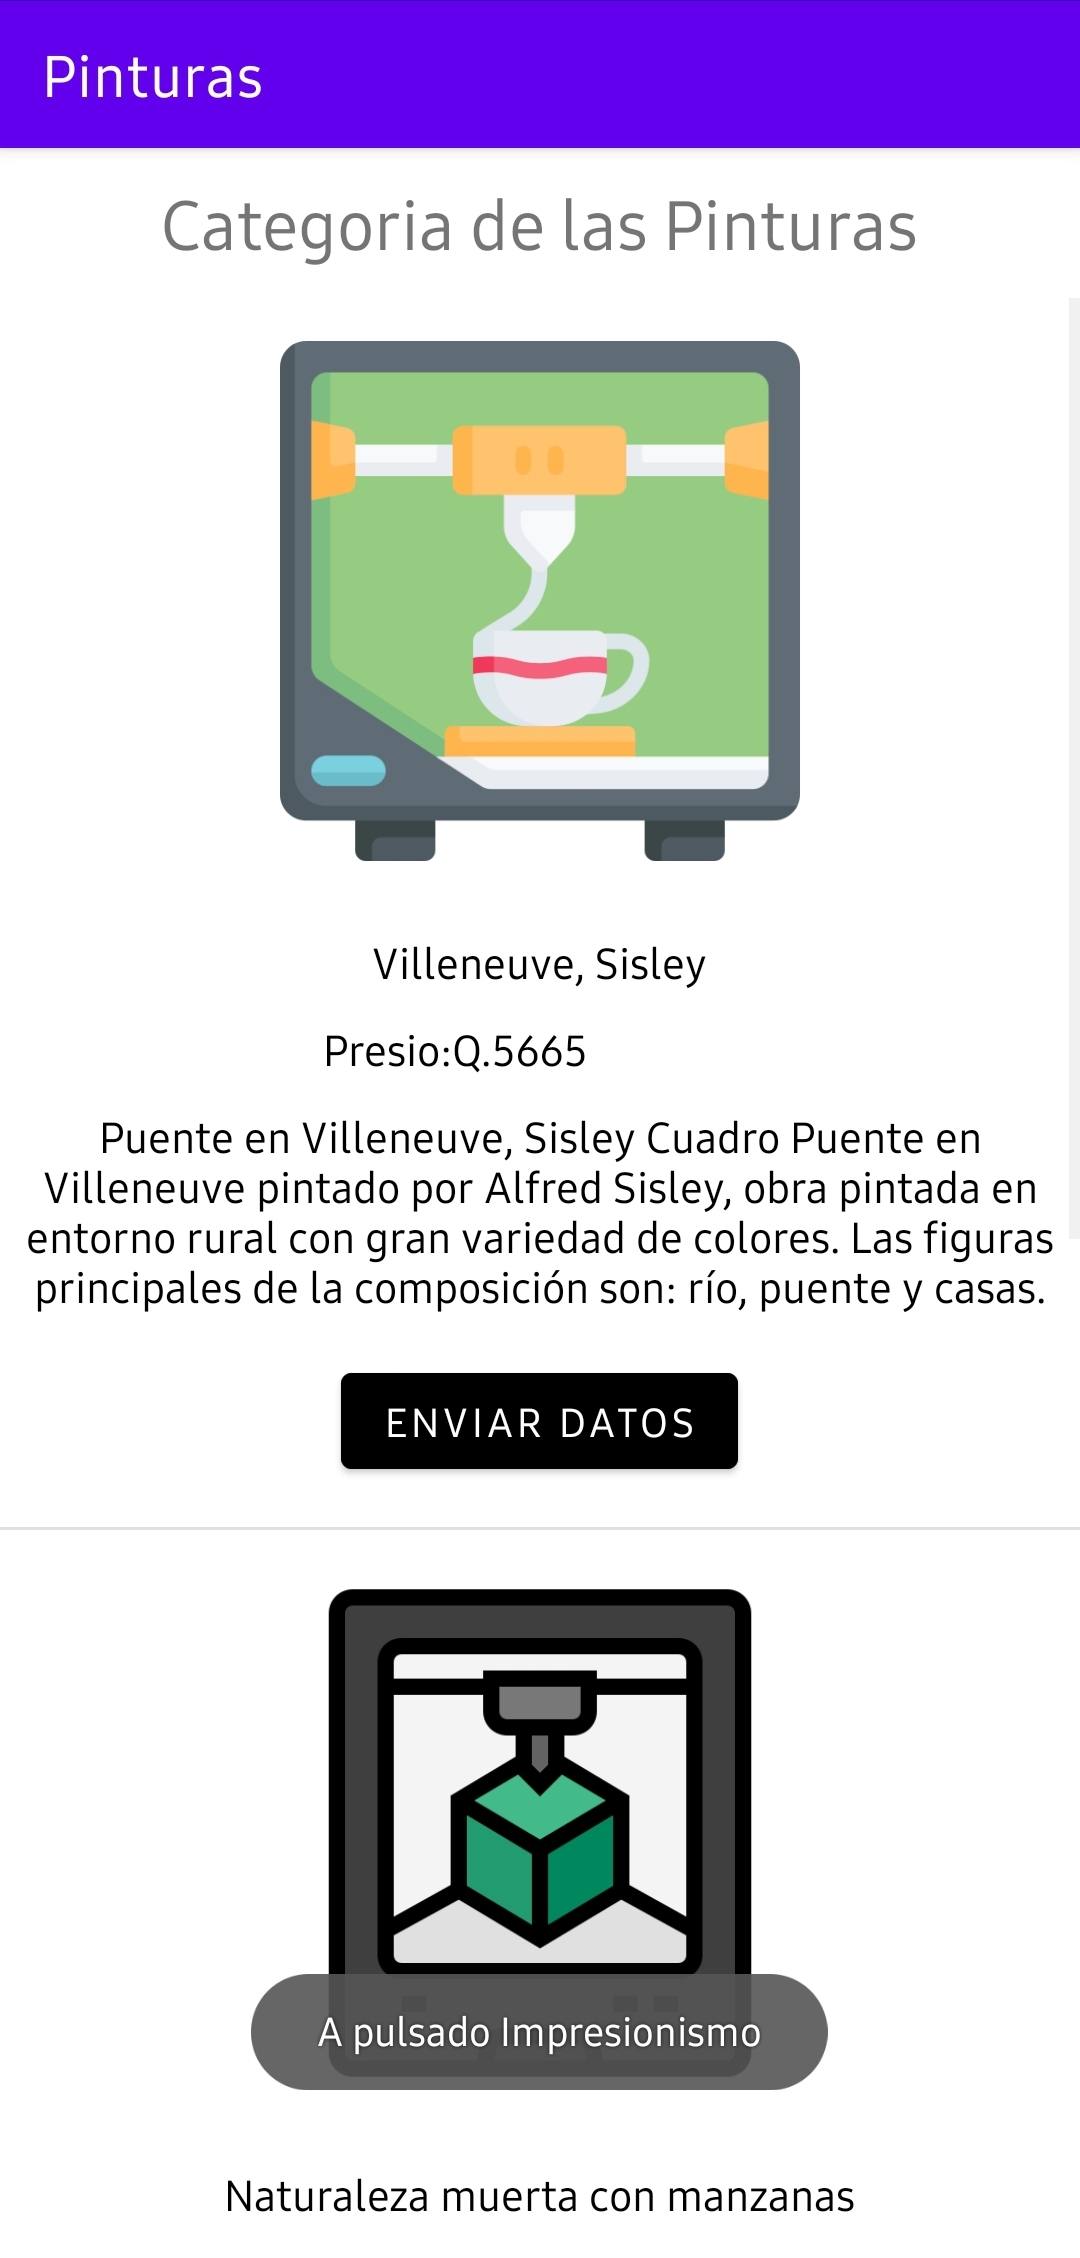 Pinturas
Categoria de las Pinturas
Villeneuve, Sisley
Presio:Q.5665
Puente en Villeneuve, Sisley Cuadro Puente en
Villeneuve pintado por Alfred Sisley, obra pintada en
entorno rural con gran variedad de colores. Las figuras
principales de la composición son: río, puente y casas.
ENVIAR DATOS
A pulsado Impresionismo
Naturaleza muerta con manzanas